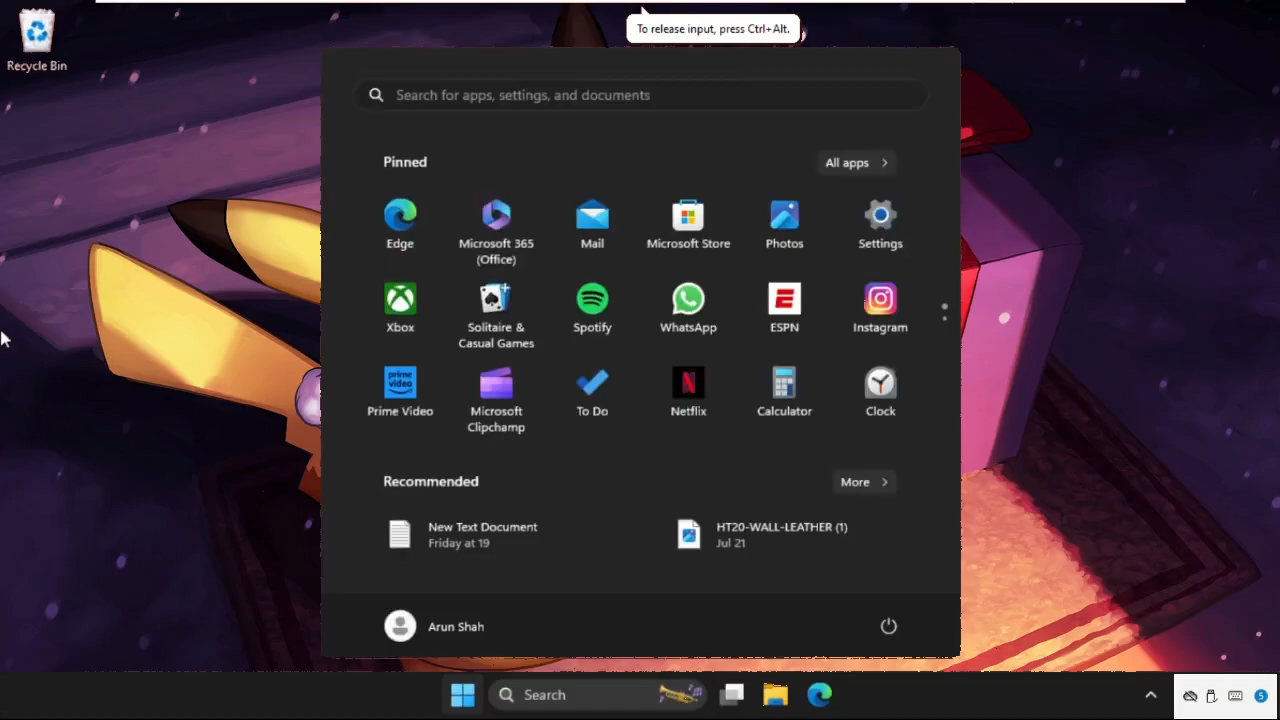 To release input, press Ctrl+Alt.
Recycle Bin
Search for apps, settings, and documents
Pinned
All apps
Edge
Microsoft 365
(Office)
Mail
Microsoft Store
Photos
Settings
Xbox
Solitaire &
Casual Games
Spotify
WhatsApp
ESPN
Instagram
prime
video
Prime Video
Microsoft
Clipchamp
To Do
Netflix
Calculator
Clock
Recommended
More
New Text Document
Friday at 19
HT20-WALL-LEATHER (1)
Jul 21
Arun Shah
Search
5